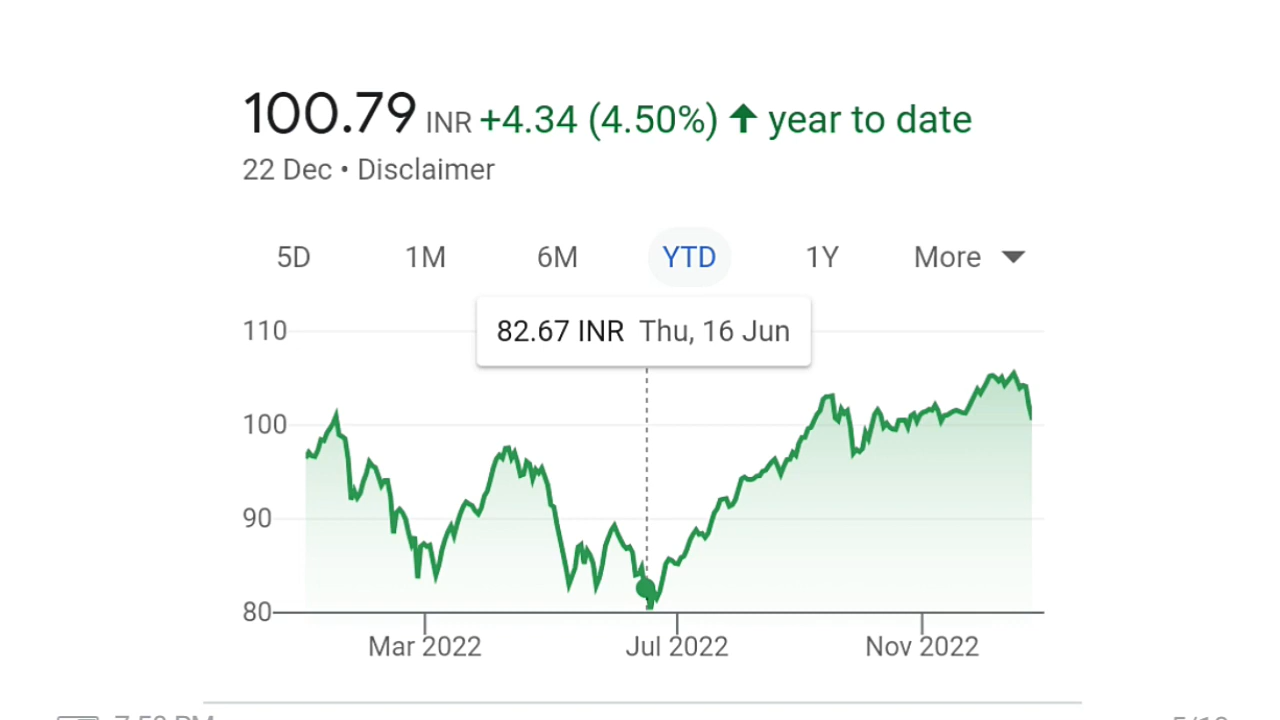 100.79 INR +4.34 (4.50%) ↑ year to date
22 Dec • Disclaimer
5D 1M 6M YTD 1Y More
82.67 INR Thu, 16 Jun
110
100
90
80
Mar 2022 Jul 2022 Nov 2022